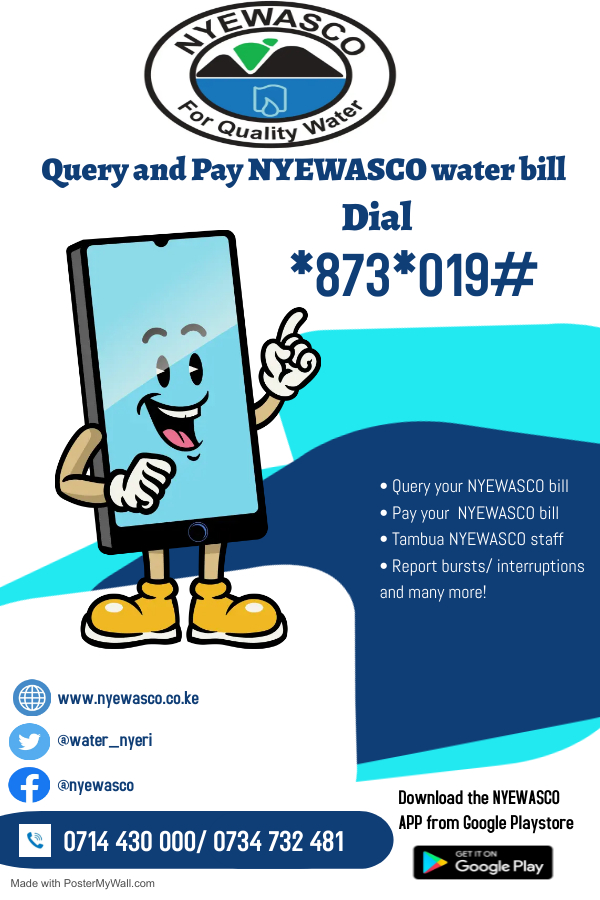 NYEWASCO
For Quality Water
Query and Pay NYEWASCO water bill
Dial
*873*019#
• Query your NYEWASCO bill
• Pay your NYEWASCO bill
• Tambua NYEWASCO staff
• Report bursts/ interruptions
and many more!
www.nyewasco.co.ke
@water_nyeri
@nyewasco
0714 430 000/ 0734 732 481
Download the NYEWASCO
APP from Google Playstore
GET IT ON
Google Play
Made with PosterMyWall.com